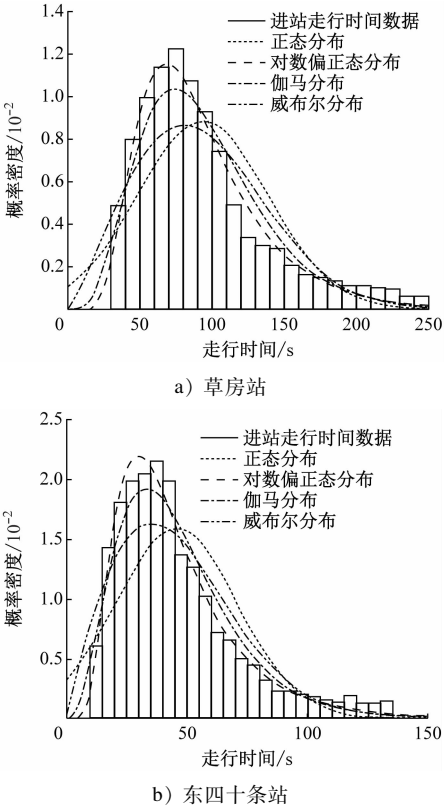 1.4
1.2
1.0
0.8
0.6
0.4
0.2
概率密度/10⁻²
进站走行时间数据
正态分布
对数偏正态分布
伽马分布
威布尔分布
0 50 100 150 200 250
走行时间/s
a）草房站
2.5
2.0
1.5
1.0
0.5
概率密度/10⁻²
进站走行时间数据
正态分布
对数偏正态分布
伽马分布
威布尔分布
0 50 100 150
走行时间/s
b）东四十条站